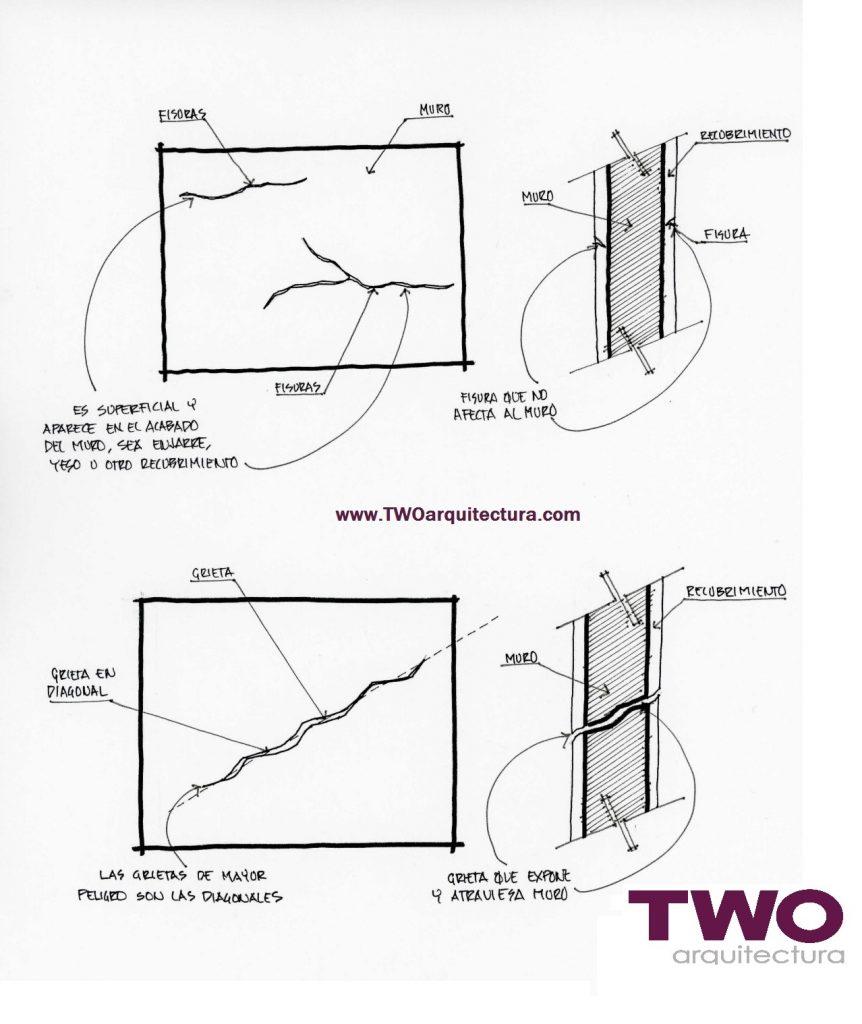 FISURAS
MURO
RECUBRIMIENTO
MURO
FISURA
FISURAS
ES SUPERFICIAL Y
APARECE EN EL ACABADO
DEL MURO, SEA ENJARRE,
YESO U OTRO RECUBRIMIENTO
FISURA QUE NO
AFECTA AL MURO
www.TWOarquitectura.com
GRIETA
RECUBRIMIENTO
MURO
GRIETA EN
DIAGONAL
LAS GRIETAS DE MAYOR
PELIGRO SON LAS DIAGONALES
GRIETA QUE EXPONE
Y ATRAVIESA MURO
TWO
arquitectura